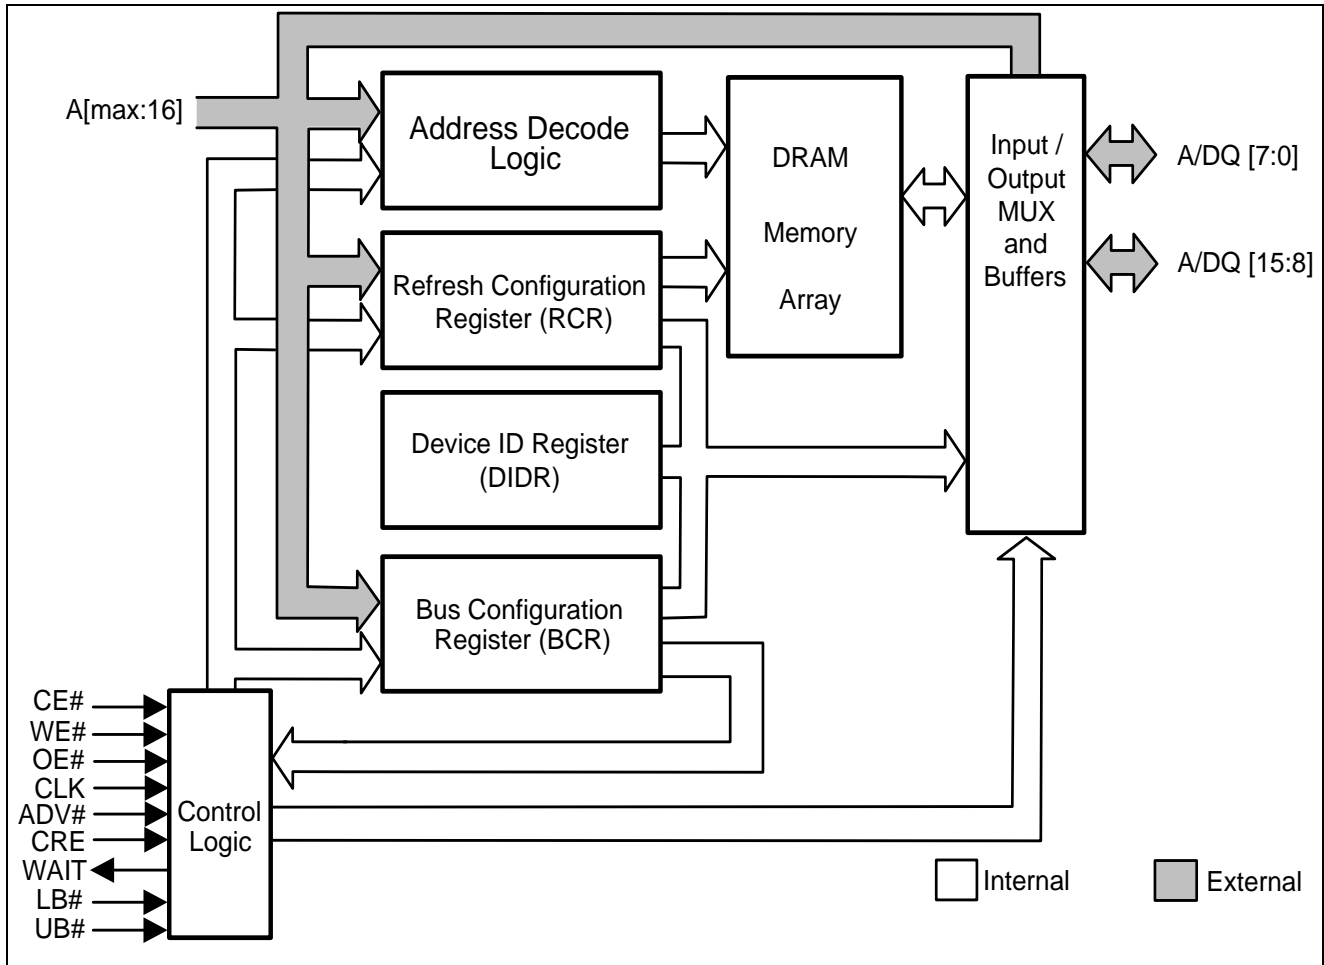 A[max:16]
Address Decode
Logic
Refresh Configuration
Register (RCR)
Device ID Register
(DIDR)
Bus Configuration
Register (BCR)
DRAM
Memory
Array
Input /
Output
MUX
and
Buffers
A/DQ [7:0]
A/DQ [15:8]
CE#
WE#
OE#
CLK
ADV#
CRE
WAIT
LB#
UB#
Control
Logic
Internal
External